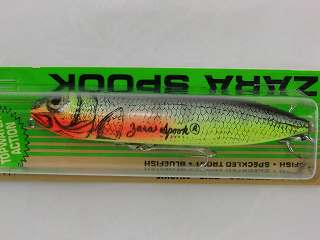 ZARA SPOOK
Zara Spook
TOPWATER
ACTION
FISH • SPECKLED TROUT • BLUEFISH